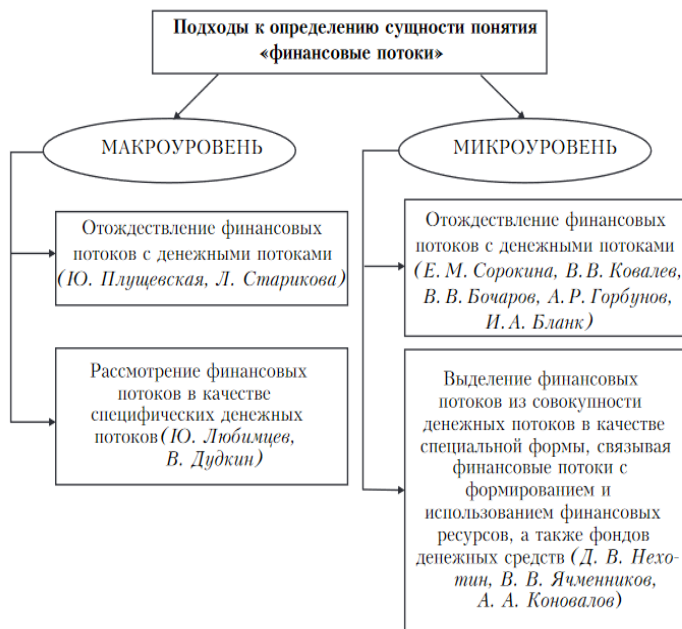 Подходы к определению сущности понятия
«финансовые потоки»
МАКРОУРОВЕНЬ
Отождествление финансовых
потоков с денежными потоками
(Ю. Плущевская, Л. Старикова)
Рассмотрение финансовых
потоков в качестве
специфических денежных
потоков (Ю. Любимцев,
В. Дудкин)
МИКРОУРОВЕНЬ
Отождествление финансовых
потоков с денежными потоками
(Е. М. Сорокина, В. В. Ковалев,
В. В. Бочаров, А. Р. Горбунов,
И. А. Бланк)
Выделение финансовых
потоков из совокупности
денежных потоков в качестве
специальной формы, связывая
финансовые потоки с
формированием и
использованием финансовых
ресурсов, а также фондов
денежных средств (Д. В. Нехо-
тин, В. В. Ячменников,
А. А. Коновалов)